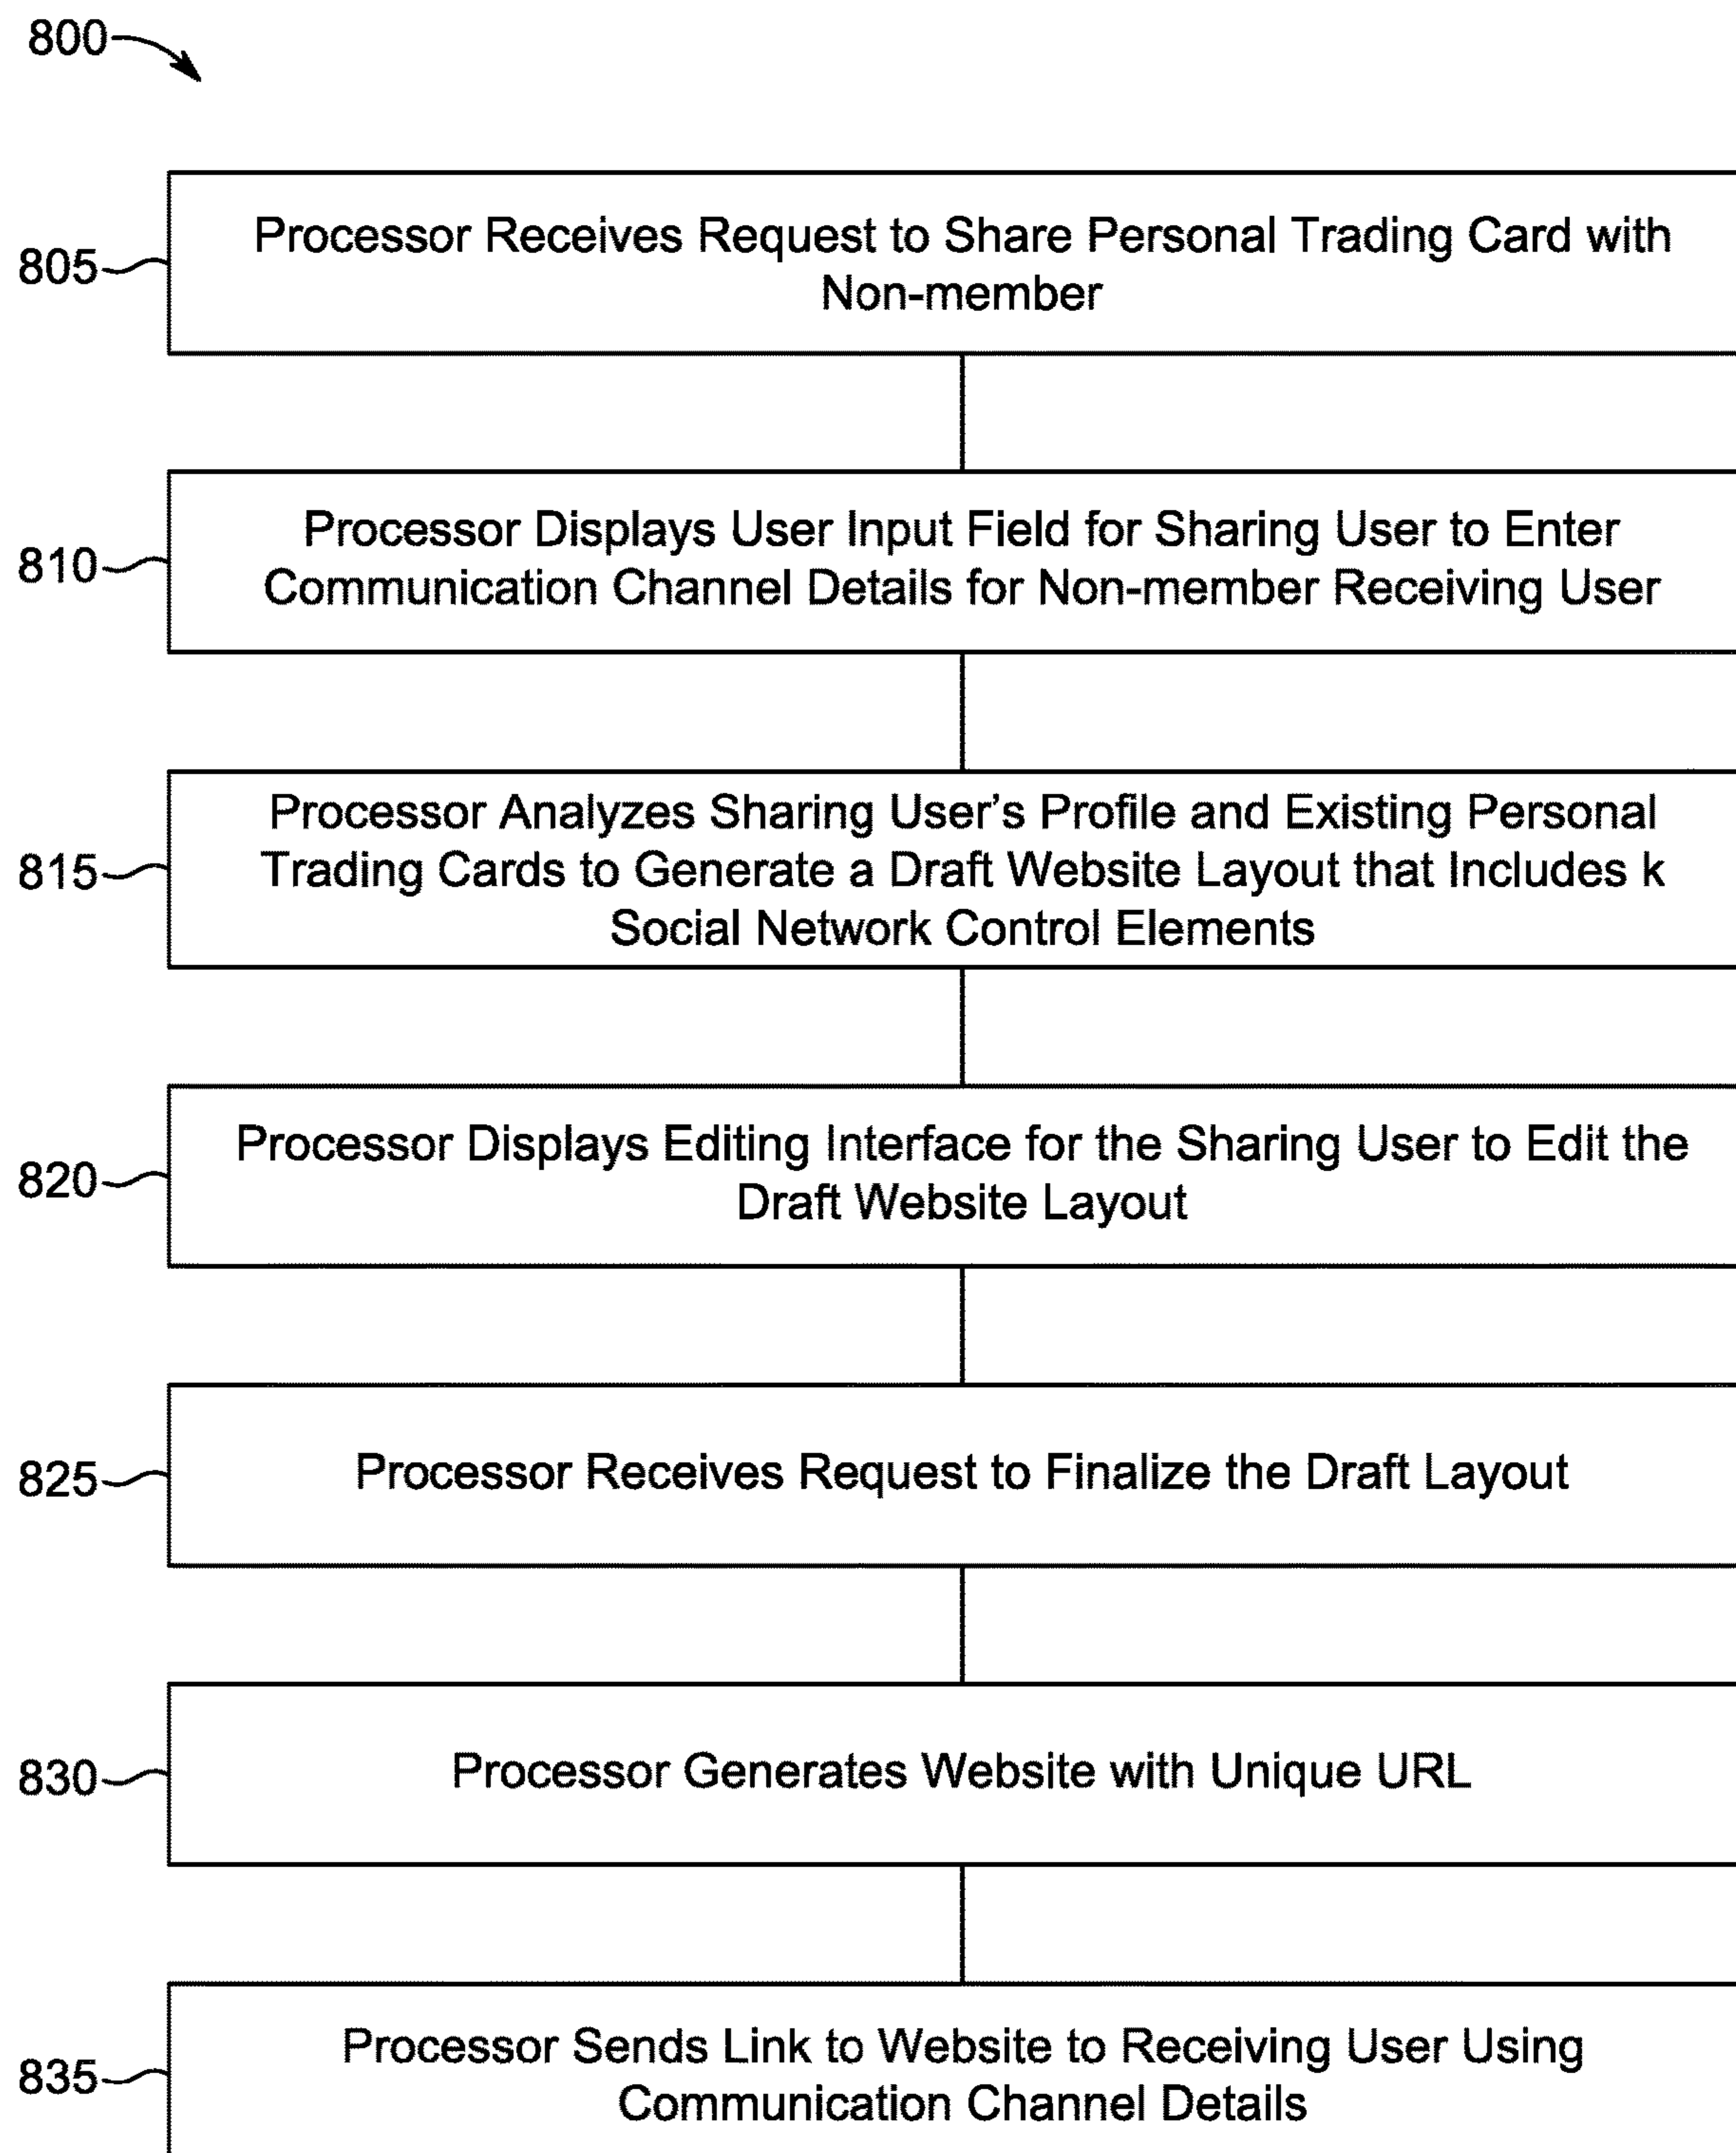 800
805
Processor Receives Request to Share Personal Trading Card with
Non-member
810
Processor Displays User Input Field for Sharing User to Enter
Communication Channel Details for Non-member Receiving User
815
Processor Analyzes Sharing User's Profile and Existing Personal
Trading Cards to Generate a Draft Website Layout that Includes k
Social Network Control Elements
820
Processor Displays Editing Interface for the Sharing User to Edit the
Draft Website Layout
825
Processor Receives Request to Finalize the Draft Layout
830
Processor Generates Website with Unique URL
835
Processor Sends Link to Website to Receiving User Using
Communication Channel Details